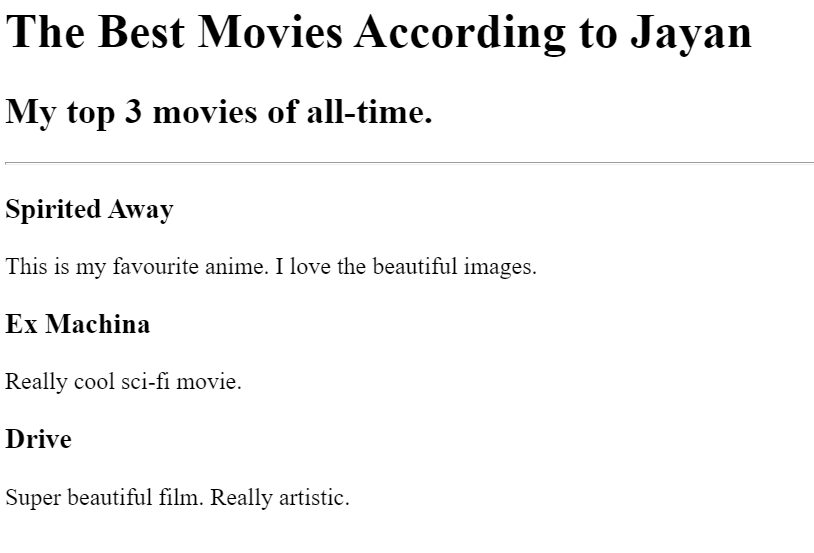 The Best Movies According to Jayan
My top 3 movies of all-time.
Spirited Away
This is my favourite anime. I love the beautiful images.
Ex Machina
Really cool sci-fi movie.
Drive
Super beautiful film. Really artistic.